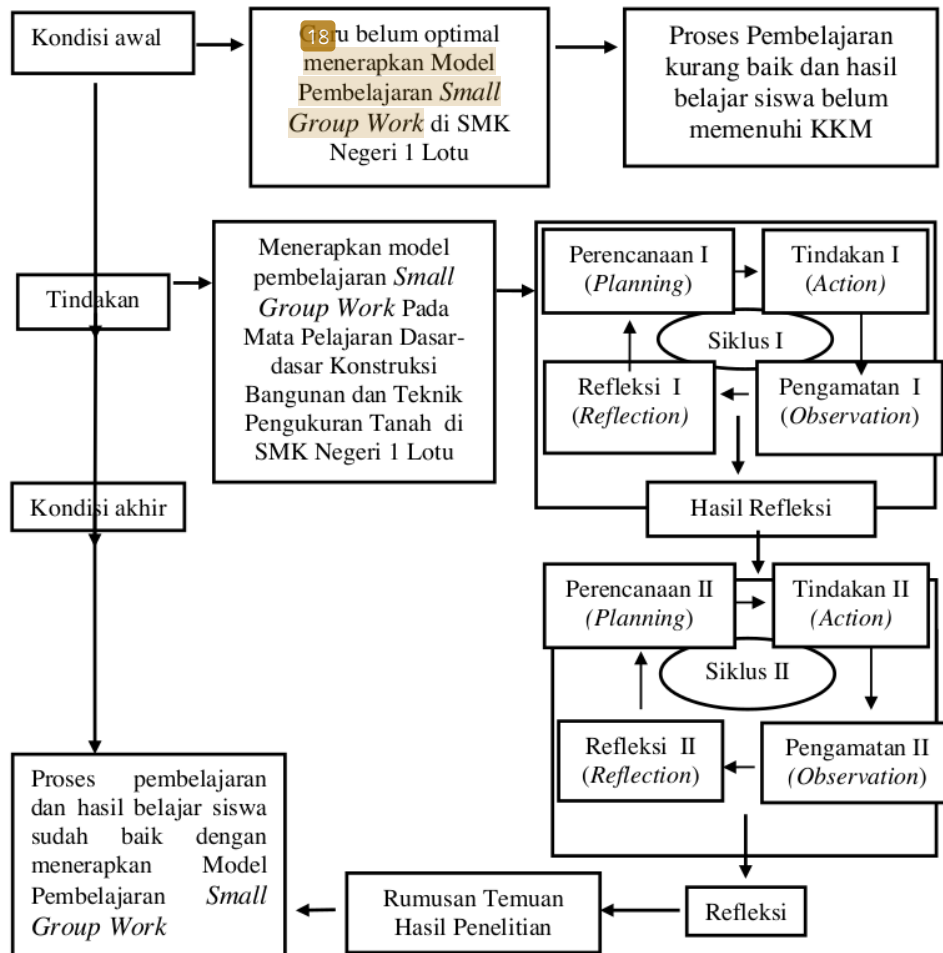 Kondisi awal
18
ru belum optimal
menerapkan Model
Pembelajaran Small
Group Work di SMK
Negeri 1 Lotu
Proses Pembelajaran
kurang baik dan hasil
belajar siswa belum
memenuhi KKM
Tindakan
Menerapkan model
pembelajaran Small
Group Work Pada
Mata Pelajaran Dasar-
dasar Konstruksi
Bangunan dan Teknik
Pengukuran Tanah di
SMK Negeri 1 Lotu
Perencanaan I
(Planning)
Tindakan I
(Action)
Siklus I
Refleksi I
(Reflection)
Pengamatan I
(Observation)
Hasil Refleksi
Kondisi akhir
Perencanaan II
(Planning)
Tindakan II
(Action)
Siklus II
Refleksi II
(Reflection)
Pengamatan II
(Observation)
Refleksi
Rumusan Temuan
Hasil Penelitian
Proses pembelajaran
dan hasil belajar siswa
sudah baik dengan
menerapkan Model
Pembelajaran Small
Group Work